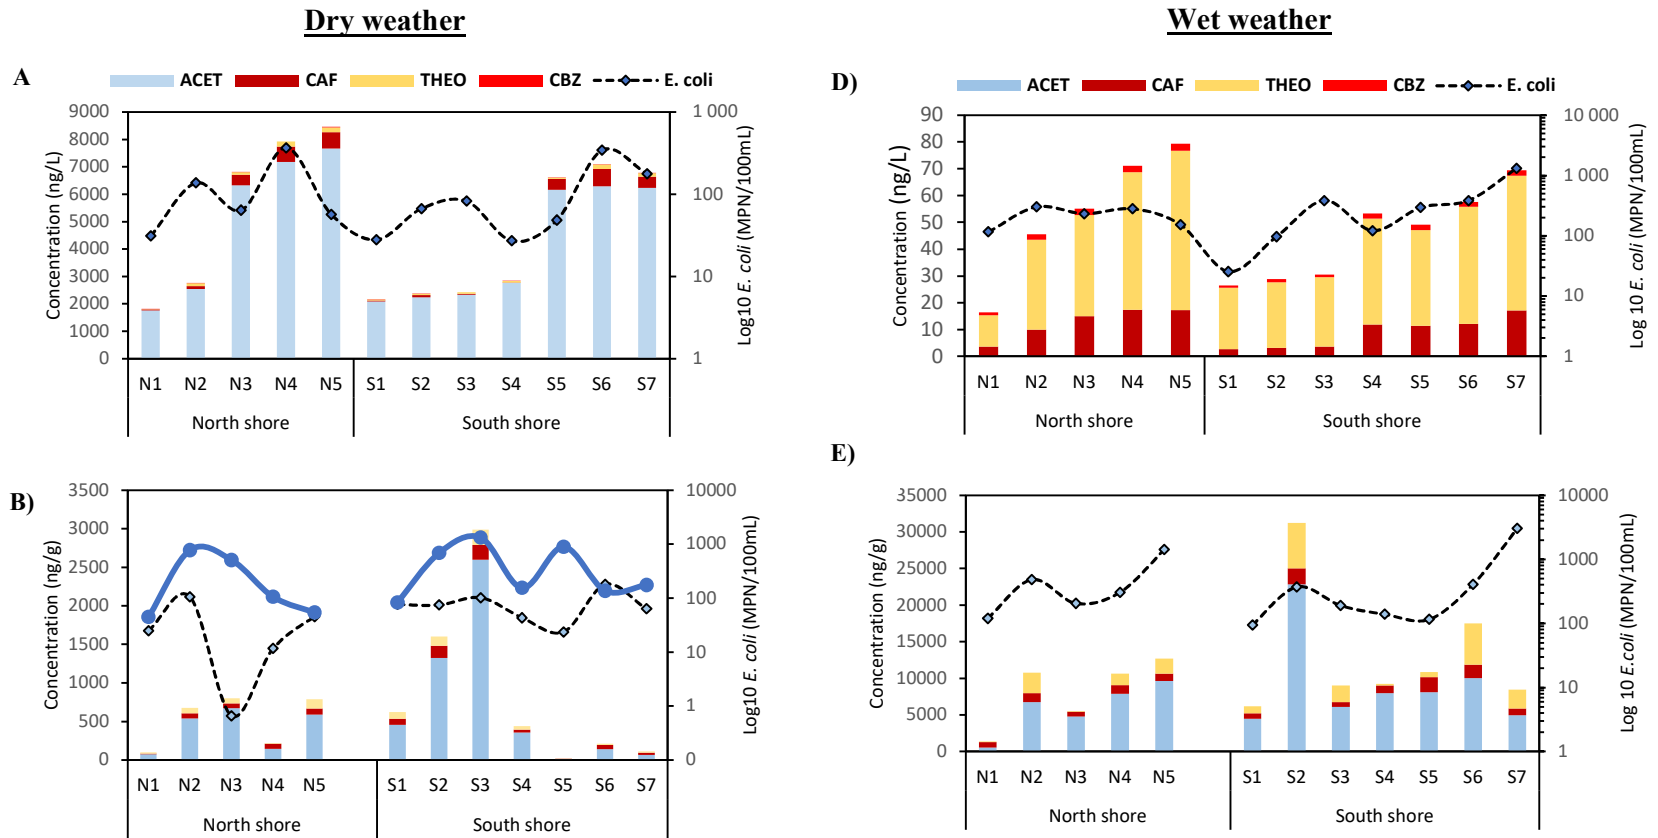 Dry weather
Wet weather
A
ACET CAF THEO CBZ E. coli
Concentration (ng/L)
9000
8000
7000
6000
5000
4000
3000
2000
1000
0
1 000
100
10
1
Log10 E. coli (MPN/100mL)
N1 N2 N3 N4 N5 S1 S2 S3 S4 S5 S6 S7
North shore South shore
D)
ACET CAF THEO CBZ E. coli
Concentration (ng/L)
90
80
70
60
50
40
30
20
10
0
10 000
1000
100
10
1
Log 10 E. coli (MPN/100mL)
N1 N2 N3 N4 N5 S1 S2 S3 S4 S5 S6 S7
North shore South shore
B)
Concentration (ng/g)
3500
3000
2500
2000
1500
1000
500
0
10000
1000
100
10
1
0
Log10 E. coli (MPN/100mL)
N1 N2 N3 N4 N5 S1 S2 S3 S4 S5 S6 S7
North shore South shore
E)
Concentration (ng/g)
35000
30000
25000
20000
15000
10000
5000
0
10000
1000
100
10
1
Log 10 E.coli (MPN/100mL)
N1 N2 N3 N4 N5 S1 S2 S3 S4 S5 S6 S7
North shore South shore